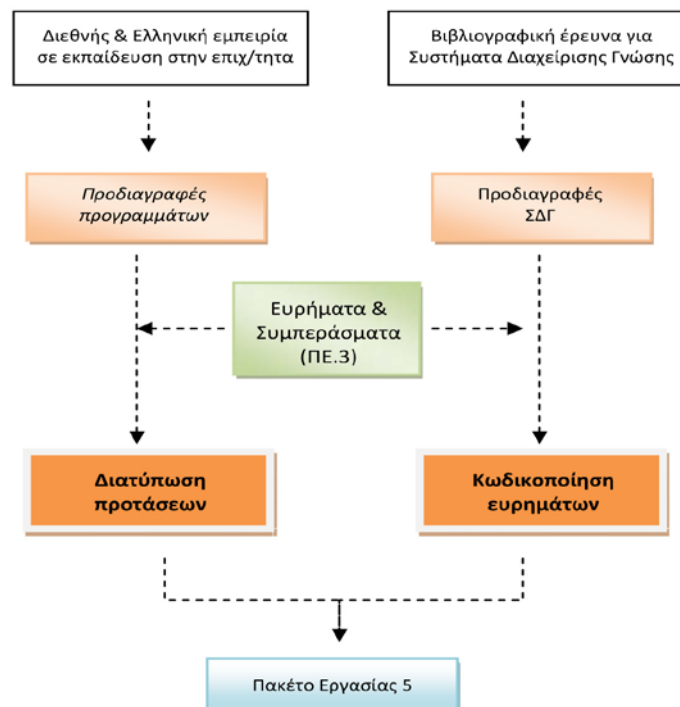 Διεθνής & Ελληνική εμπειρία
σε εκπαίδευση στην επιχ/τητα
Βιβλιογραφική έρευνα για
Συστήματα Διαχείρισης Γνώσης
Προδιαγραφές
προγραμμάτων
Προδιαγραφές
ΣΔΓ
Ευρήματα &
Συμπεράσματα
(ΠΕ.3)
Διατύπωση
προτάσεων
Κωδικοποίηση
ευρημάτων
Πακέτο Εργασίας 5